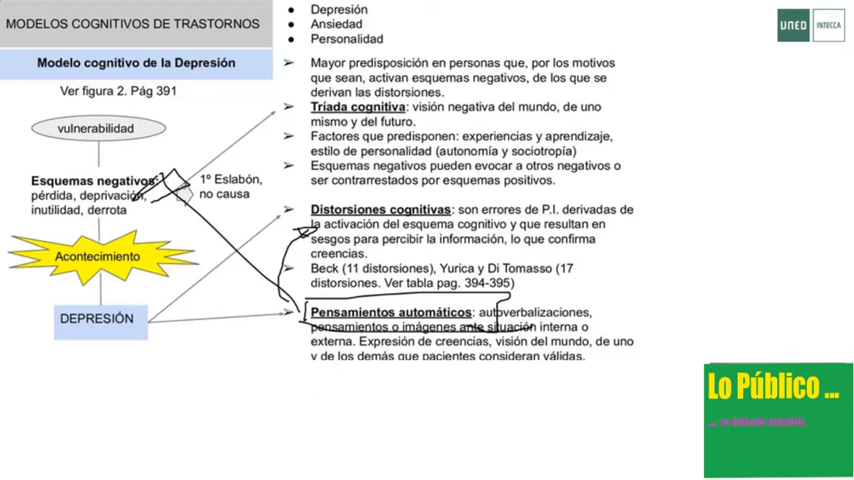 MODELOS COGNITIVOS DE TRASTORNOS
Modelo cognitivo de la Depresión
Ver figura 2. Pág 391
vulnerabilidad
Esquemas negativos:
pérdida, deprivación,
inutilidad, derrota
1º Eslabón,
no causa
Acontecimiento
DEPRESIÓN
● Depresión
● Ansiedad
● Personalidad
➢ Mayor predisposición en personas que, por los motivos
que sean, activan esquemas negativos, de los que se
derivan las distorsiones.
➢ Tríada cognitiva: visión negativa del mundo, de uno
mismo y del futuro.
➢ Factores que predisponen: experiencias y aprendizaje,
estilo de personalidad (autonomía y sociotropía)
➢ Esquemas negativos pueden evocar a otros negativos o
ser contrarrestados por esquemas positivos.
➢ Distorsiones cognitivas: son errores de P.I. derivadas de
la activación del esquema cognitivo y que resultan en
sesgos para percibir la información, lo que confirma
creencias.
➢ Beck (11 distorsiones), Yurica y Di Tomasso (17
distorsiones. Ver tabla pag. 394-395)
➢ Pensamientos automáticos: autoverbalizaciones,
pensamientos o imágenes ante situación interna o
externa. Expresión de creencias, visión del mundo, de uno
y de los demás que pacientes consideran válidas.
UNED
INTECCA
Lo Público ...